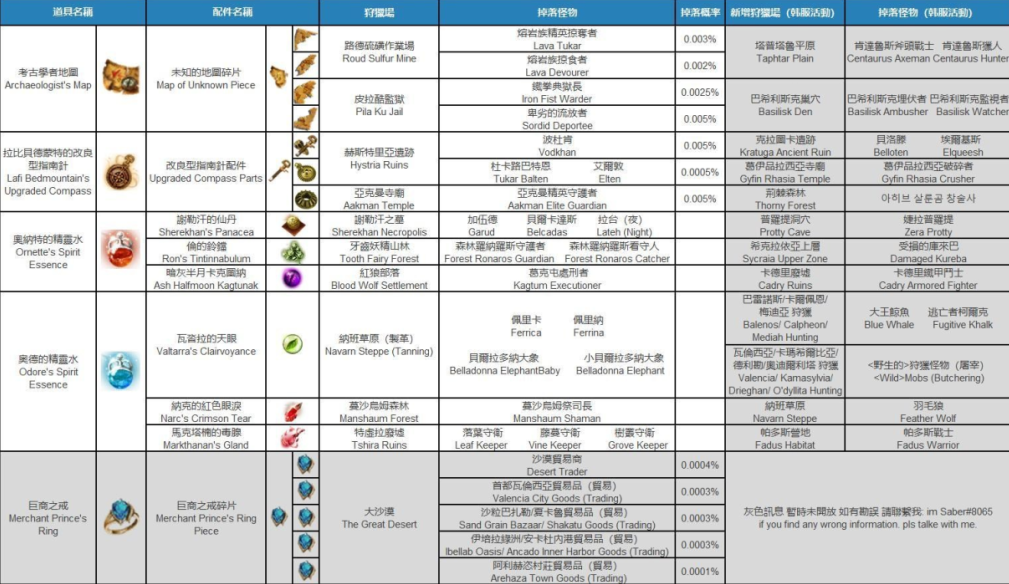 道具名稱
配件名稱
狩獵場
掉落怪物
掉落概率
新增狩獵場 (韩服活動)
掉落怪物 (韩服活動)
考古學者地圖
Archaeologist's Map
未知的地圖碎片
Map of Unknown Piece
路德硫磺作業場
Roud Sulfur Mine
熔岩族精英掠奪者
Lava Tukar
0.003%
熔岩族掠食者
Lava Devourer
0.002%
塔普塔魯平原
Taphtar Plain
肯達魯斯斧頭戰士 肯達魯斯獵人
Centaurus Axeman Centaurus Hunter
皮拉酷監獄
Pila Ku Jail
鐵拳典獄長
Iron Fist Warder
0.0025%
卑劣的流放者
Sordid Deportee
0.005%
巴希利斯克巢穴
Basilisk Den
巴希利斯克埋伏者 巴希利斯克監視者
Basilisk Ambusher Basilisk Watcher
拉比貝德蒙特的改良
型指南針
Lafi Bedmountain's
Upgraded Compass
改良型指南針配件
Upgraded Compass Parts
赫斯特里亞遺跡
Hystria Ruins
波杜肯
Vodkhan
0.005%
克拉圖卡遺跡
Kratuga Ancient Ruin
貝洛滕 埃爾基斯
Belloten Elqueesh
杜卡路巴特恩 艾爾敦
Tukar Balten Elten
0.0005%
葛伊品拉西亞寺廟
Gyfin Rhasia Temple
葛伊品拉西亞破碎者
Gyfin Rhasia Crusher
亞克曼寺廟
Aakman Temple
亞克曼精英守護者
Aakman Elite Guardian
0.005%
荊棘森林
Thorny Forest
아히브 살룬곰 창술사
奧納特的精靈水
Ornette's Spirit
Essence
謝勒汗的仙丹
Sherekhan's Panacea
謝勒汗之墓
Sherekhan Necropolis
加伍德 貝爾卡達斯 拉台 (夜)
Garud Belcadas Lateh (Night)
普羅提洞穴
Protty Cave
婕拉普羅提
Zera Protty
倫的鈴鐘
Ron's Tintinnabulum
牙齒妖精山林
Tooth Fairy Forest
森林羅納羅斯守護者 森林羅納羅斯看守人
Forest Ronaros Guardian Forest Ronaros Catcher
希克拉依亞上層
Sycraia Upper Zone
受損的庫來巴
Damaged Kureba
暗灰半月卡克圖納
Ash Halfmoon Kagtunak
紅狼部落
Blood Wolf Settlement
葛克屯處刑者
Kagtum Executioner
卡德里廢墟
Cadry Ruins
卡德里鐵甲鬥士
Cadry Armored Fighter
奧德的精靈水
Odore's Spirit
Essence
瓦沓拉的天眼
Valtarra's Clairvoyance
納班草原 (製革)
Navarn Steppe (Tanning)
佩里卡 佩里納
Ferrica Ferrina
貝爾拉多納大象 小貝爾拉多納大象
Belladonna ElephantBaby Belladonna Elephant
巴雷諾斯/卡爾佩恩/
梅迪亞 狩獵
Balenos/ Calpheon/
Mediah Hunting
大王鯨魚 逃亡者柯爾克
Blue Whale Fugitive Khalk
瓦倫西亞/卡瑪希爾比亞/
德利勘/奧迪爾利塔 狩獵
Valencia/ Kamasylvia/
Drieghan/ O'dyllita Hunting
<野生的>狩獵怪物 (屠宰)
<Wild>Mobs (Butchering)
納克的紅色眼淚
Narc's Crimson Tear
蔓沙烏姆森林
Manshaum Forest
蔓沙烏姆祭司長
Manshaum Shaman
納班草原
Navarn Steppe
羽毛狼
Feather Wolf
馬克塔楠的毒腺
Markthanan's Gland
特虛拉廢墟
Tshira Ruins
落葉守衛 藤蔓守衛 樹叢守衛
Leaf Keeper Vine Keeper Grove Keeper
帕多斯營地
Fadus Habitat
帕多斯戰士
Fadus Warrior
巨商之戒
Merchant Prince's
Ring
巨商之戒碎片
Merchant Prince's Ring
Piece
大沙漠
The Great Desert
沙漠貿易商
Desert Trader
0.0004%
首都瓦倫西亞貿易品 (貿易)
Valencia City Goods (Trading)
0.0003%
沙粒巴扎勒/夏卡魯貿易品 (貿易)
Sand Grain Bazaar/ Shakatu Goods (Trading)
0.0003%
伊培拉綠洲/安卡杜內港貿易品 (貿易)
Ibellab Oasis/ Ancado Inner Harbor Goods (Trading)
0.0003%
阿利赫恣村莊貿易品 (貿易)
Arehaza Town Goods (Trading)
0.0001%
灰色訊息 暫時未開放 如有勘誤 請聯繫我: im Saber#8065
if you find any wrong information. pls talke with me.